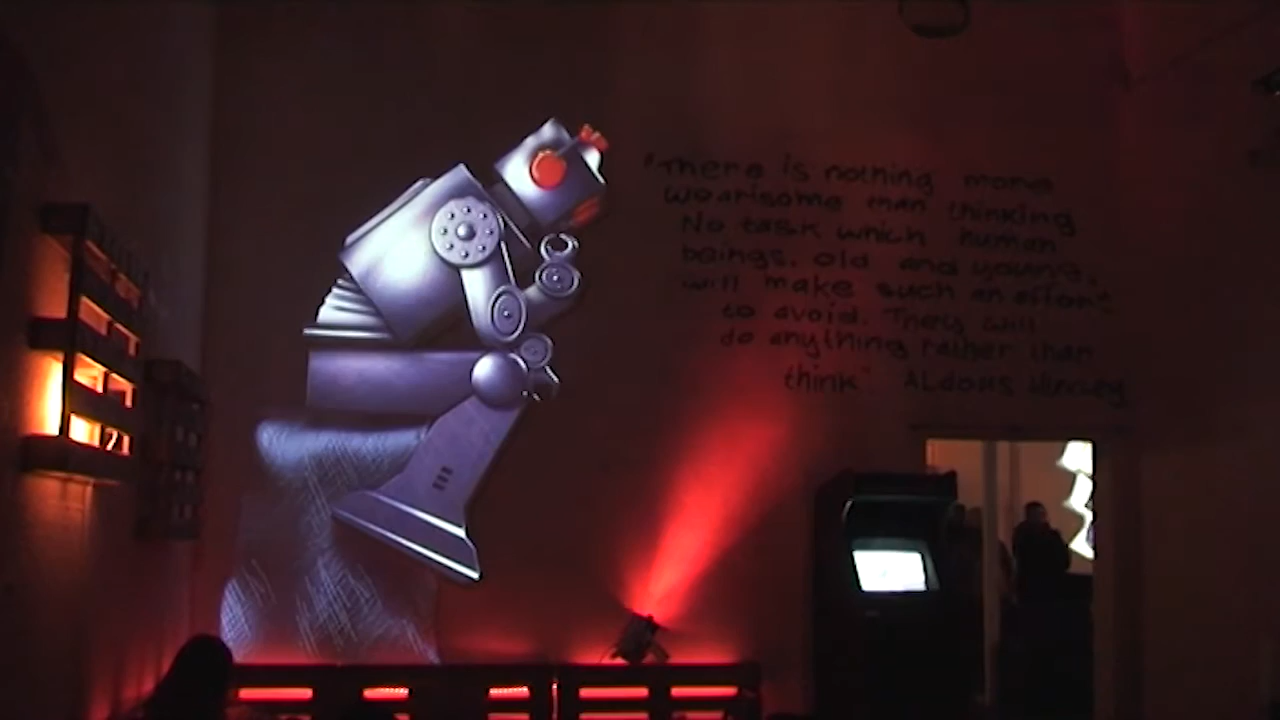 "There is nothing more
wearisome than thinking
No task which human
beings, old and young,
will make such an effort
to avoid. They will
do anything rather than
think" ALdous Huxley